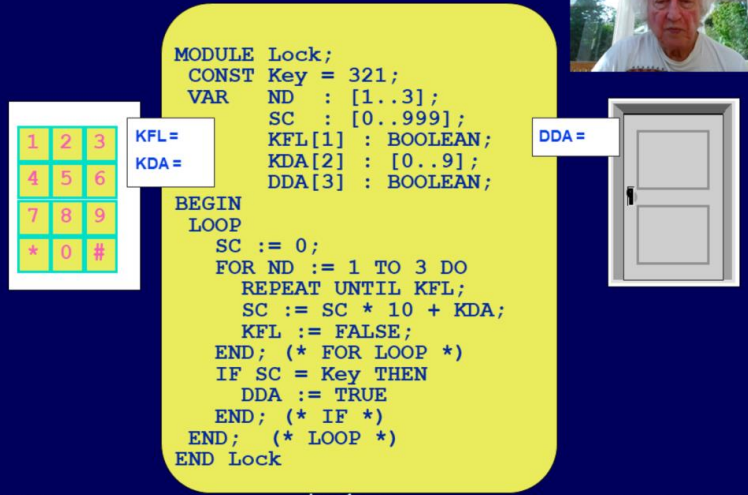 MODULE Lock;
CONST Key = 321;
VAR ND : [1..3];
SC : [0..999];
KFL[1] : BOOLEAN;
KDA[2] : [0..9];
DDA[3] : BOOLEAN;
BEGIN
LOOP
SC := 0;
FOR ND := 1 TO 3 DO
REPEAT UNTIL KFL;
SC := SC * 10 + KDA;
KFL := FALSE;
END; (* FOR LOOP *)
IF SC = Key THEN
DDA := TRUE
END; (* IF *)
END; (* LOOP *)
END Lock
1 2 3
4 5 6
7 8 9
* 0 #
KFL=
KDA=
DDA=